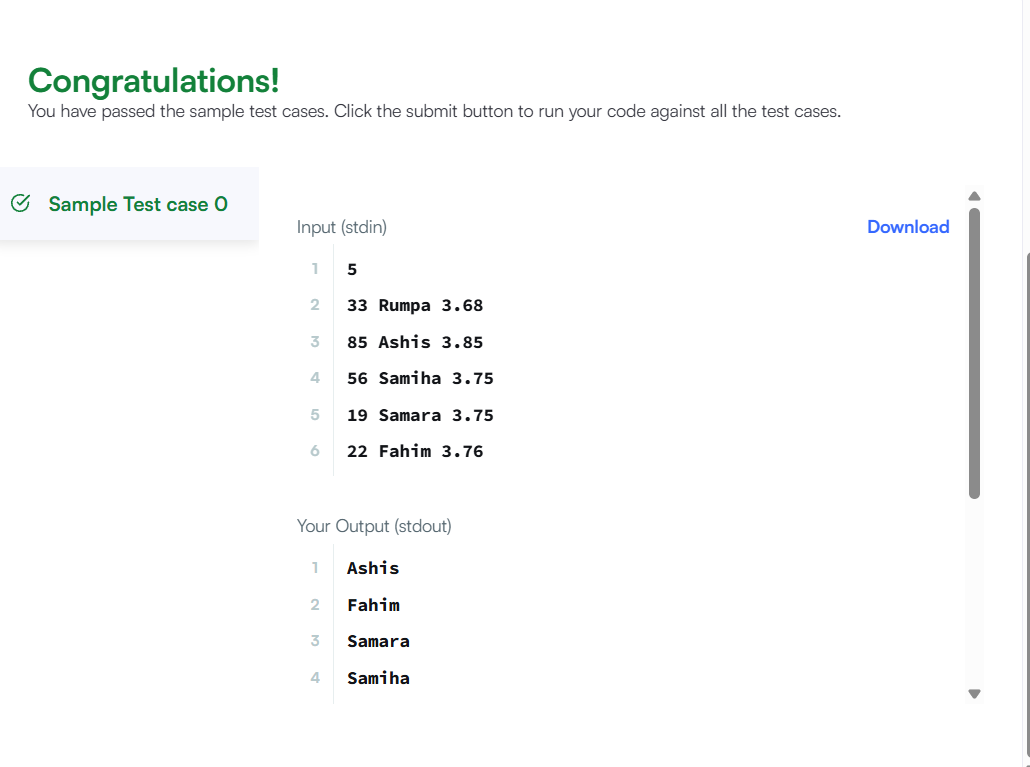 Congratulations!
You have passed the sample test cases. Click the submit button to run your code against all the test cases.
Sample Test case 0
Input (stdin)
Download
1 5
2 33 Rumpa 3.68
3 85 Ashis 3.85
4 56 Samiha 3.75
5 19 Samara 3.75
6 22 Fahim 3.76
Your Output (stdout)
1 Ashis
2 Fahim
3 Samara
4 Samiha